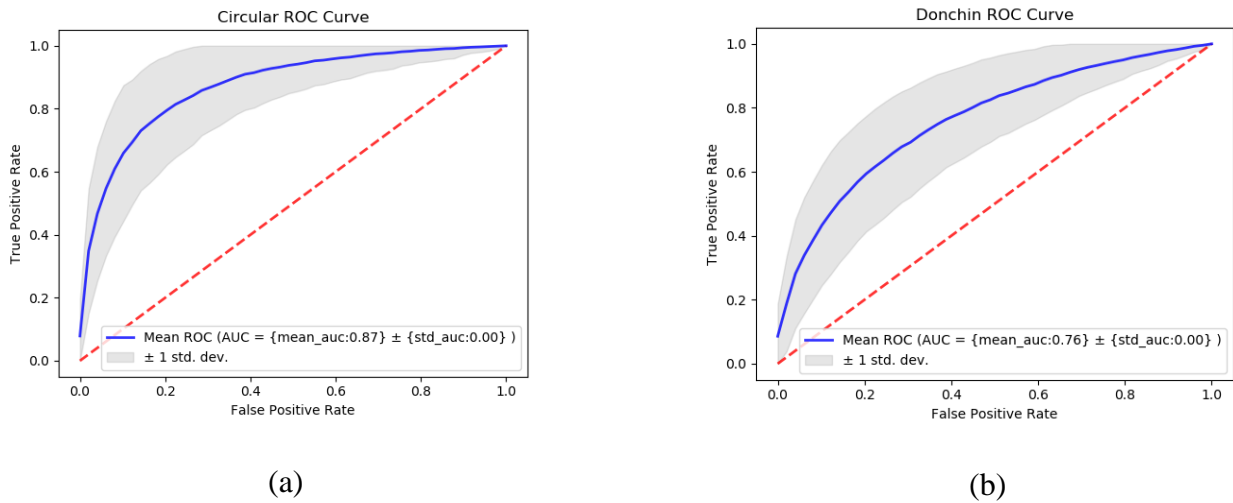 Circular ROC Curve
1.0
0.8
0.6
0.4
0.2
0.0
True Positive Rate
Mean ROC (AUC = {mean_auc:0.87} ± {std_auc:0.00} )
± 1 std. dev.
0.0 0.2 0.4 0.6 0.8 1.0
False Positive Rate
(a)
Donchin ROC Curve
1.0
0.8
0.6
0.4
0.2
0.0
True Positive Rate
Mean ROC (AUC = {mean_auc:0.76} ± {std_auc:0.00} )
± 1 std. dev.
0.0 0.2 0.4 0.6 0.8 1.0
False Positive Rate
(b)